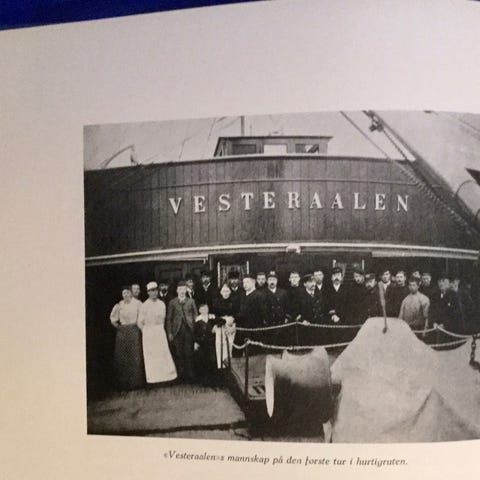 VESTERAALEN
«Vesteraalen»s mannskap på den første tur i hurtigruten.